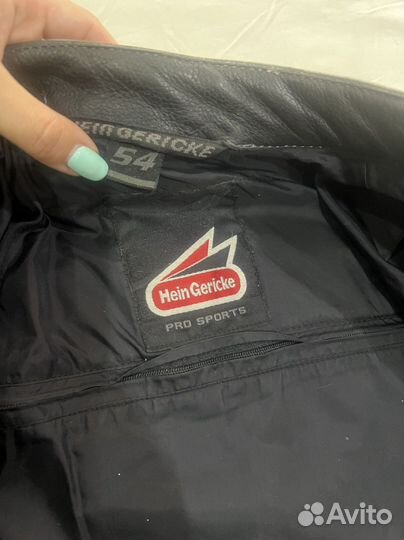 HEIN GERICKE
54
Hein Gericke
PRO SPORTS
Avito